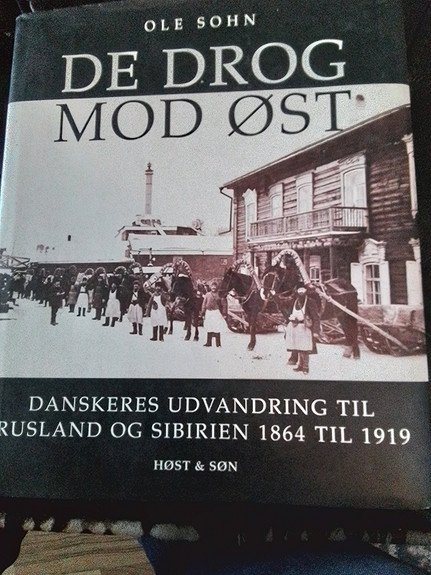 OLE SOHN
DE DROG
MOD ØST
DANSKERES UDVANDRING TIL
RUSLAND OG SIBIRIEN 1864 TIL 1919
HØST & SØN